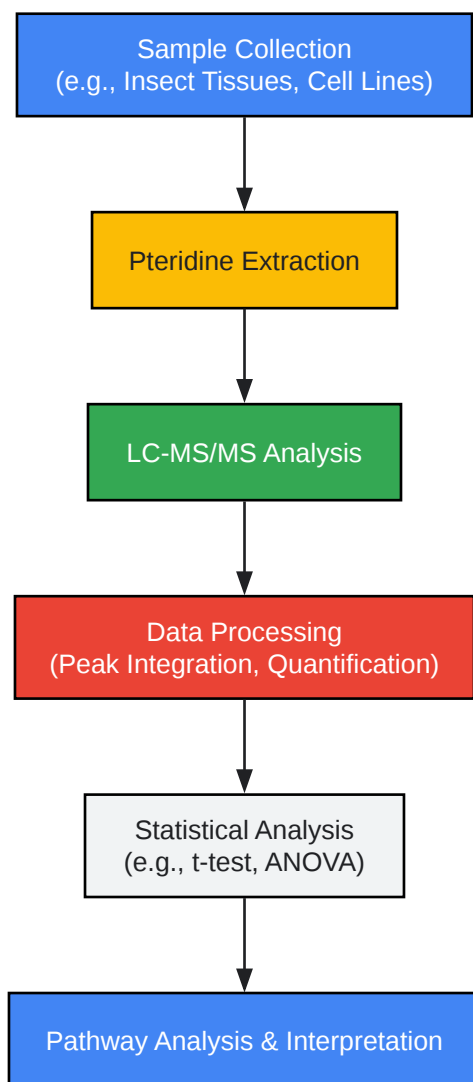 Sample Collection
(e.g., Insect Tissues, Cell Lines)
Pteridine Extraction
LC-MS/MS Analysis
Data Processing
(Peak Integration, Quantification)
Statistical Analysis
(e.g., t-test, ANOVA)
Pathway Analysis & Interpretation